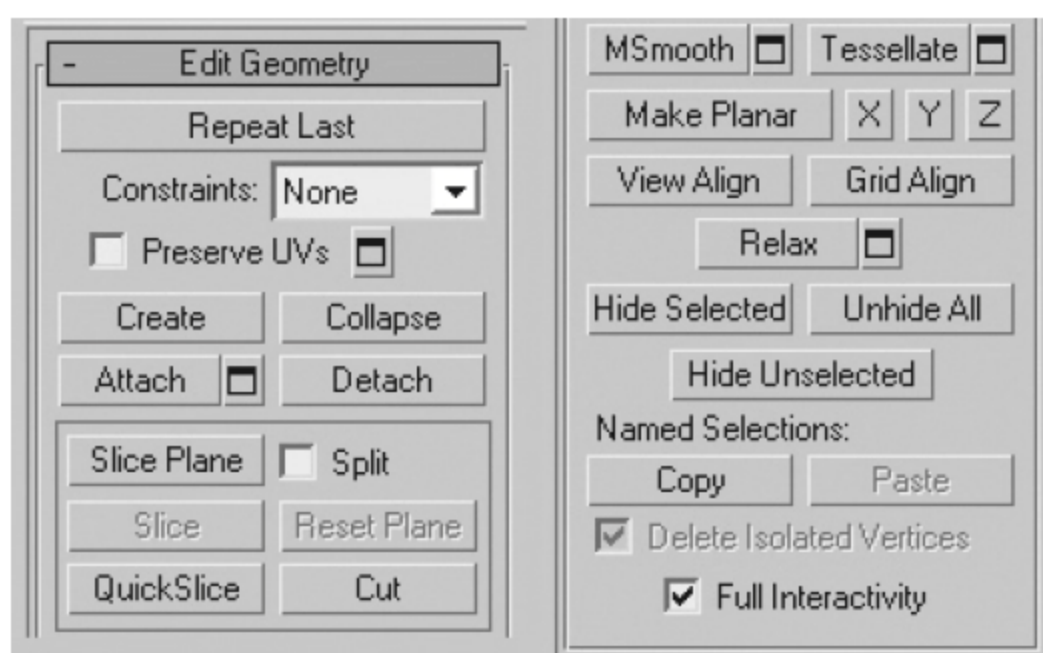 - Edit Geometry
Repeat Last
Constraints: None
Preserve UVs
Create Collapse
Attach Detach
Slice Plane Split
Slice Reset Plane
QuickSlice Cut
MSmooth Tessellate
Make Planar X Y Z
View Align Grid Align
Relax
Hide Selected Unhide All
Hide Unselected
Named Selections:
Copy Paste
Delete Isolated Vertices
Full Interactivity